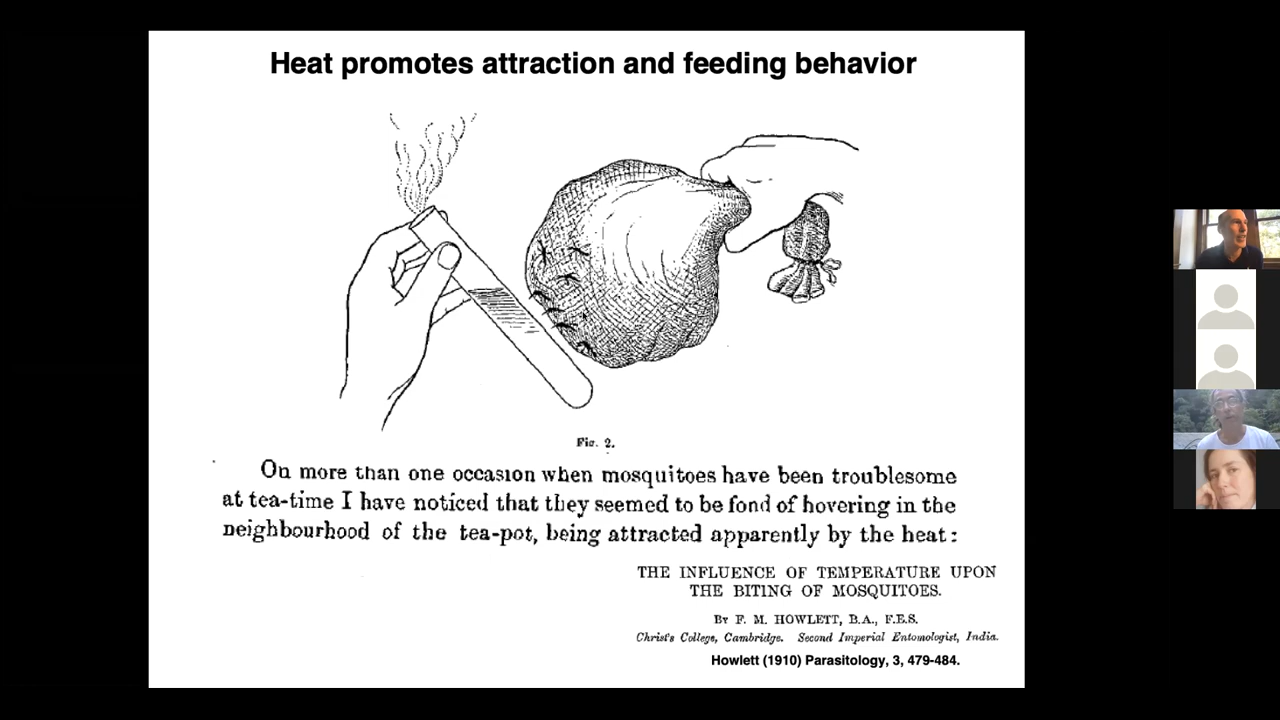 Heat promotes attraction and feeding behavior
Fig. 2.
On more than one occasion when mosquitoes have been troublesome
at tea-time I have noticed that they seemed to be fond of hovering in the
neighbourhood of the tea-pot, being attracted apparently by the heat:
THE INFLUENCE OF TEMPERATURE UPON
THE BITING OF MOSQUITOES.
By F. M. HOWLETT, B.A., F.E.S.
Christ's College, Cambridge. Second Imperial Entomologist, India.
Howlett (1910) Parasitology, 3, 479-484.